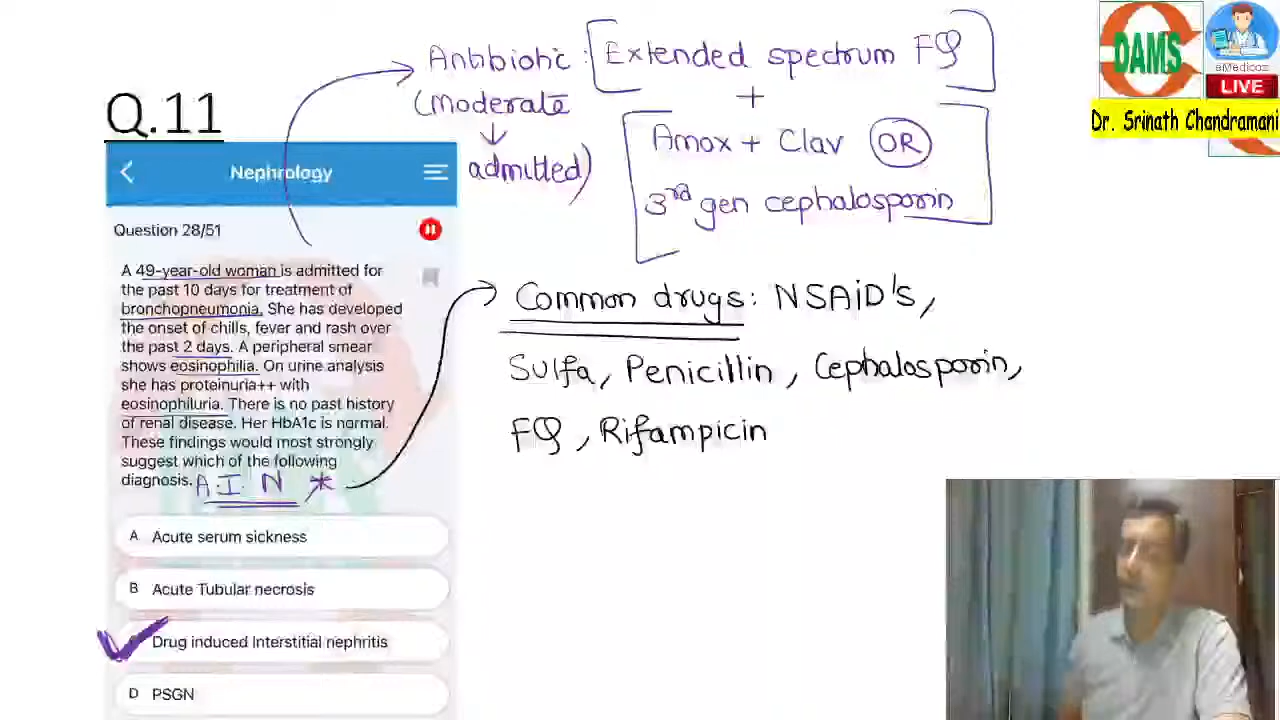 Antibiotic : [Extended spectrum FQ]
(moderate
↓
admitted)
+
[Amox + Clav OR
3rd gen cephalosporin]
DAMS
eMedicoz
LIVE
Dr. Srinath Chandramani
Q.11
Nephrology
Question 28/51
A 49-year-old woman is admitted for
the past 10 days for treatment of
bronchopneumonia. She has developed
the onset of chills, fever and rash over
the past 2 days. A peripheral smear
shows eosinophilia. On urine analysis
she has proteinuria++ with
eosinophiluria. There is no past history
of renal disease. Her HbA1c is normal.
These findings would most strongly
suggest which of the following
diagnosis. A.I.N *
A Acute serum sickness
B Acute Tubular necrosis
Drug induced Interstitial nephritis
D PSGN
Common drugs: NSAiD's,
Sulfa, Penicillin, Cephalosporin,
FQ, Rifampicin